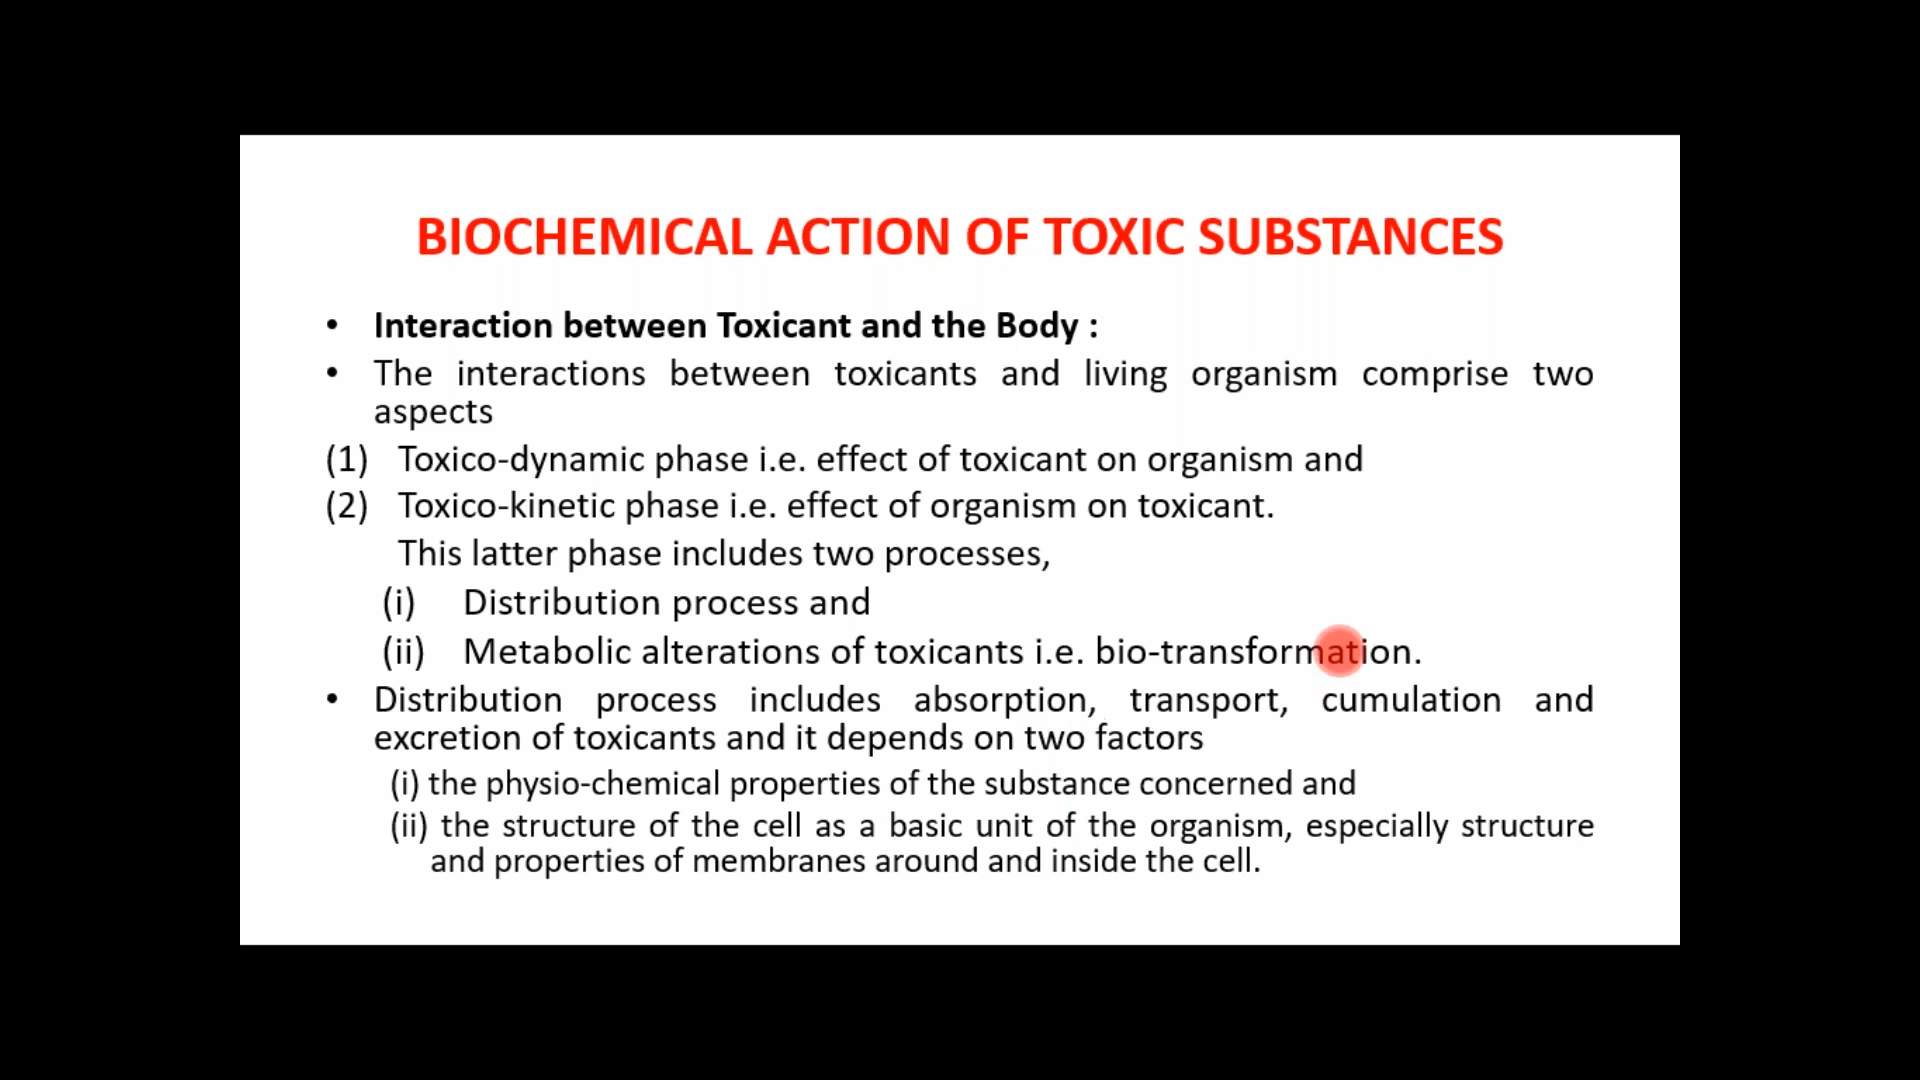 BIOCHEMICAL ACTION OF TOXIC SUBSTANCES
• Interaction between Toxicant and the Body :
• The interactions between toxicants and living organism comprise two
aspects
(1) Toxico-dynamic phase i.e. effect of toxicant on organism and
(2) Toxico-kinetic phase i.e. effect of organism on toxicant.
This latter phase includes two processes,
(i) Distribution process and
(ii) Metabolic alterations of toxicants i.e. bio-transformation.
• Distribution process includes absorption, transport, cumulation and
excretion of toxicants and it depends on two factors
(i) the physio-chemical properties of the substance concerned and
(ii) the structure of the cell as a basic unit of the organism, especially structure
and properties of membranes around and inside the cell.